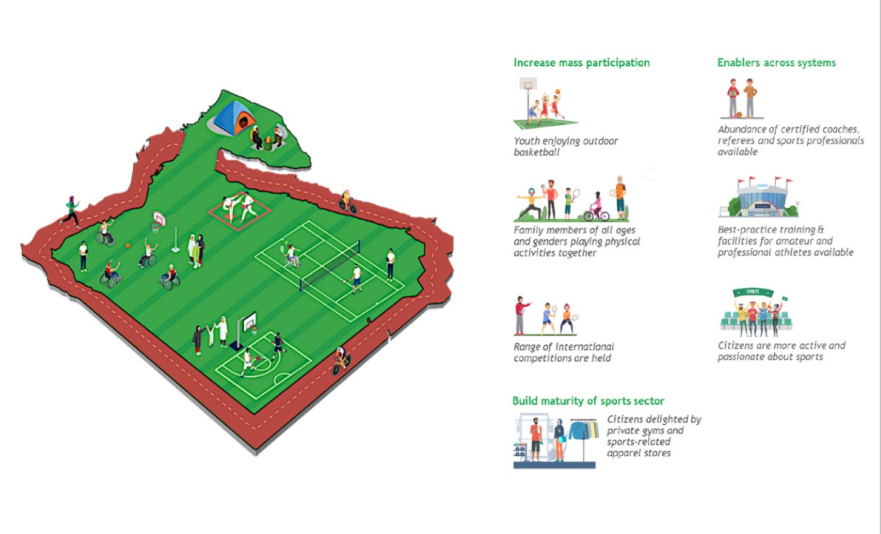 Increase mass participation
Youth enjoying outdoor
basketball
Family members of all ages
and genders playing physical
activities together
Range of international
competitions are held
Enablers across systems
Abundance of certified coaches,
referees and sports professionals
available
Best-practice training &
facilities for amateur and
professional athletes available
SPORTS
Citizens are more active and
passionate about sports
Build maturity of sports sector
Citizens delighted by
private gyms and
sports-related
apparel stores